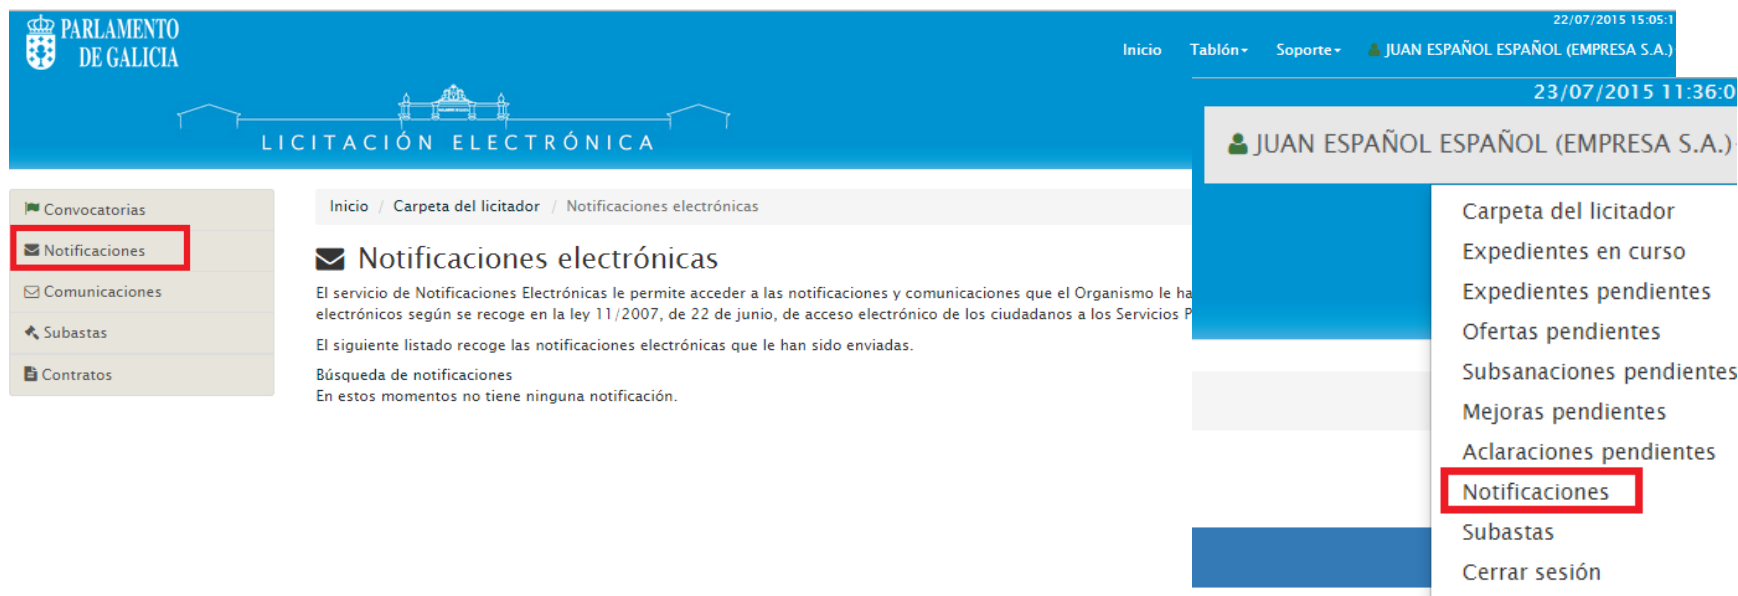 PARLAMENTO
DE GALICIA
22/07/2015 15:05:1
Inicio Tablón Soporte JUAN ESPAÑOL ESPAÑOL (EMPRESA S.A.)
LICITACIÓN ELECTRÓNICA
Convocatorias
Notificaciones
Comunicaciones
Subastas
Contratos
Inicio / Carpeta del licitador / Notificaciones electrónicas
Notificaciones electrónicas
El servicio de Notificaciones Electrónicas le permite acceder a las notificaciones y comunicaciones que el Organismo le ha
electrónicos según se recoge en la ley 11/2007, de 22 de junio, de acceso electrónico de los ciudadanos a los Servicios P
El siguiente listado recoge las notificaciones electrónicas que le han sido enviadas.
Búsqueda de notificaciones
En estos momentos no tiene ninguna notificación.
23/07/2015 11:36:0
JUAN ESPAÑOL ESPAÑOL (EMPRESA S.A.)
Carpeta del licitador
Expedientes en curso
Expedientes pendientes
Ofertas pendientes
Subsanaciones pendientes
Mejoras pendientes
Aclaraciones pendientes
Notificaciones
Subastas
Cerrar sesión